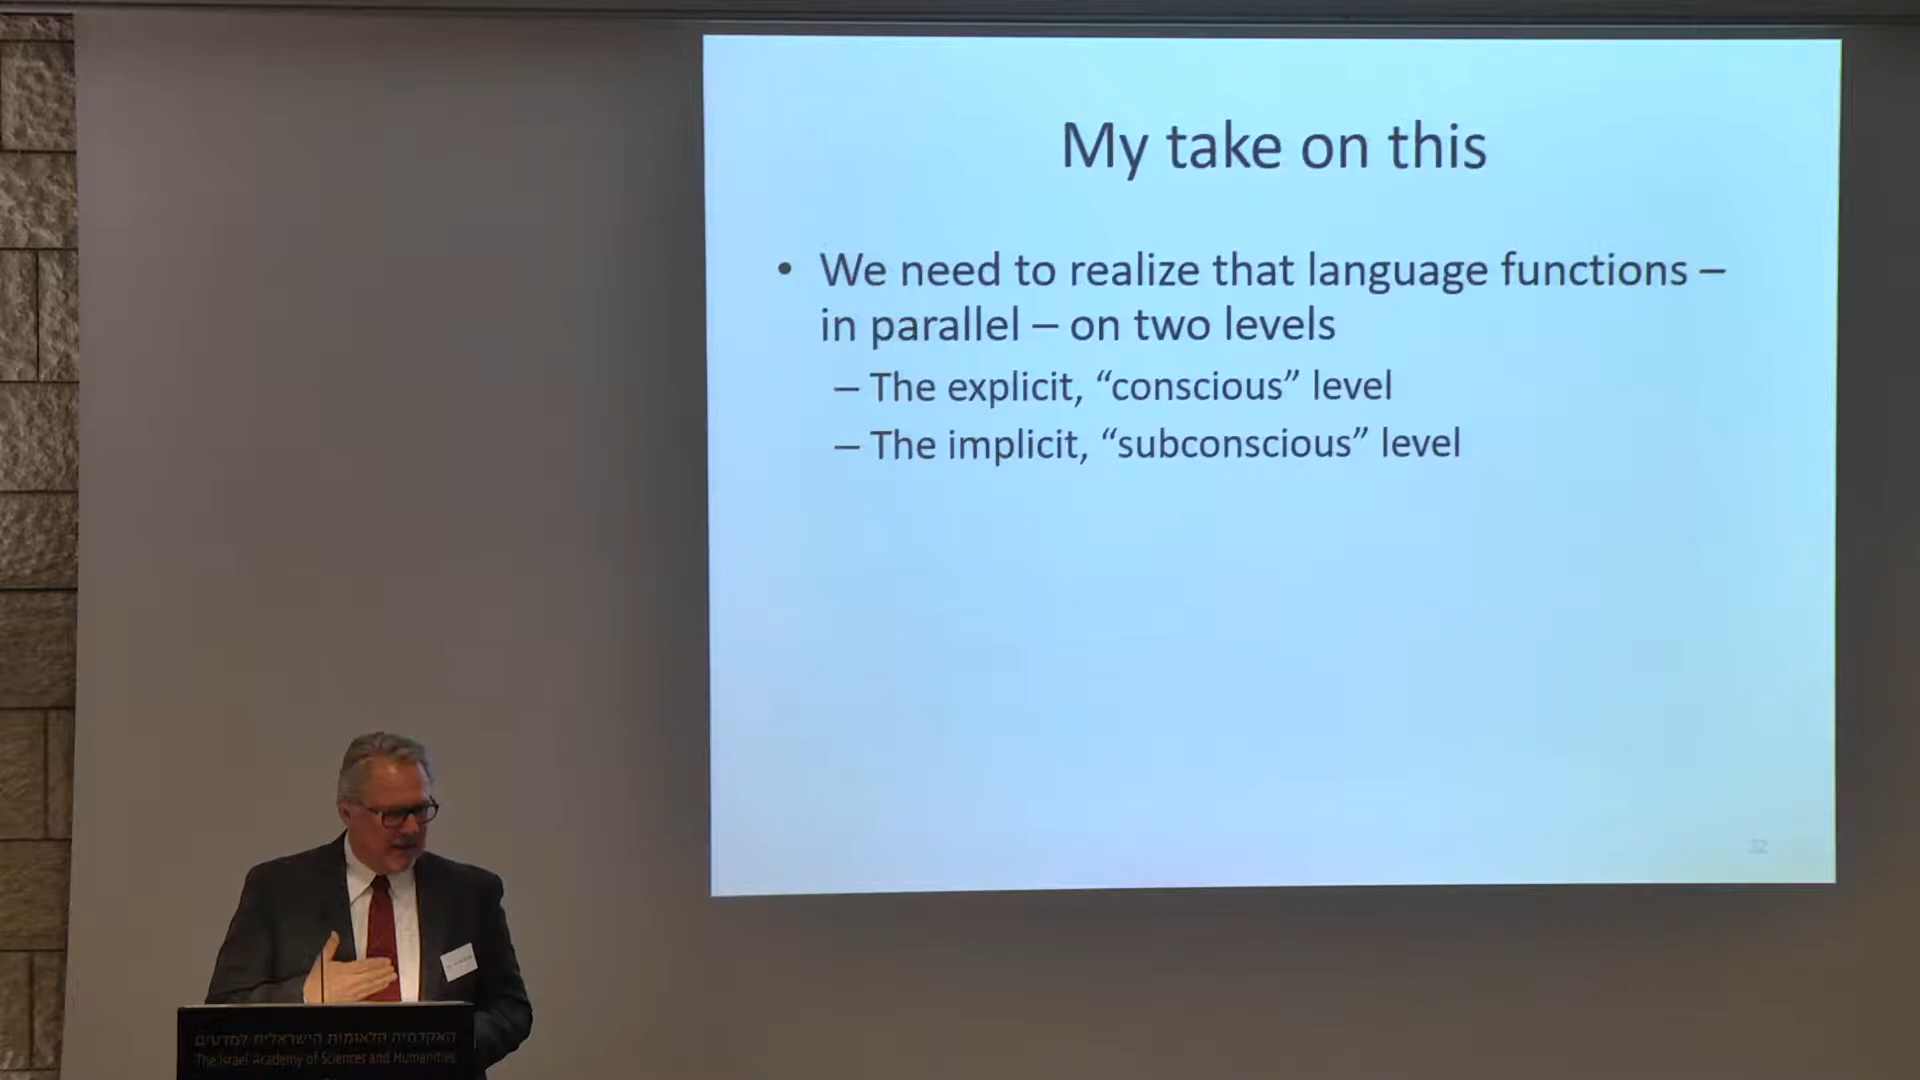 My take on this
• We need to realize that language functions –
in parallel – on two levels
– The explicit, “conscious” level
– The implicit, “subconscious” level
32
האקדמיה הלאומית הישראלית למדעים
The Israel Academy of Sciences and Humanities